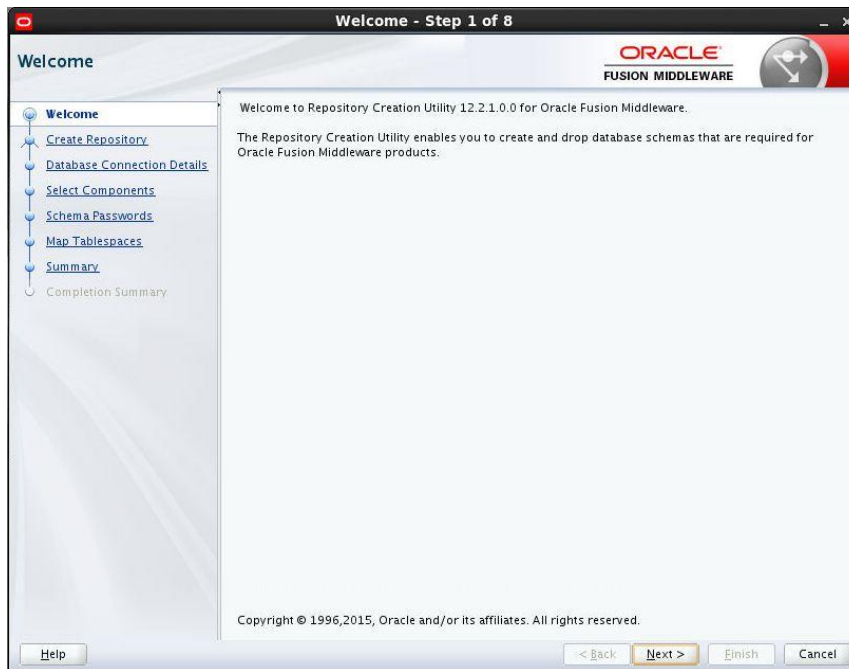 Welcome - Step 1 of 8
Welcome
ORACLE
FUSION MIDDLEWARE
Welcome
Create Repository
Database Connection Details
Select Components
Schema Passwords
Map Tablespaces
Summary
Completion Summary
Welcome to Repository Creation Utility 12.2.1.0.0 for Oracle Fusion Middleware.
The Repository Creation Utility enables you to create and drop database schemas that are required for
Oracle Fusion Middleware products.
Copyright © 1996,2015, Oracle and/or its affiliates. All rights reserved.
Help
< Back
Next >
Finish
Cancel